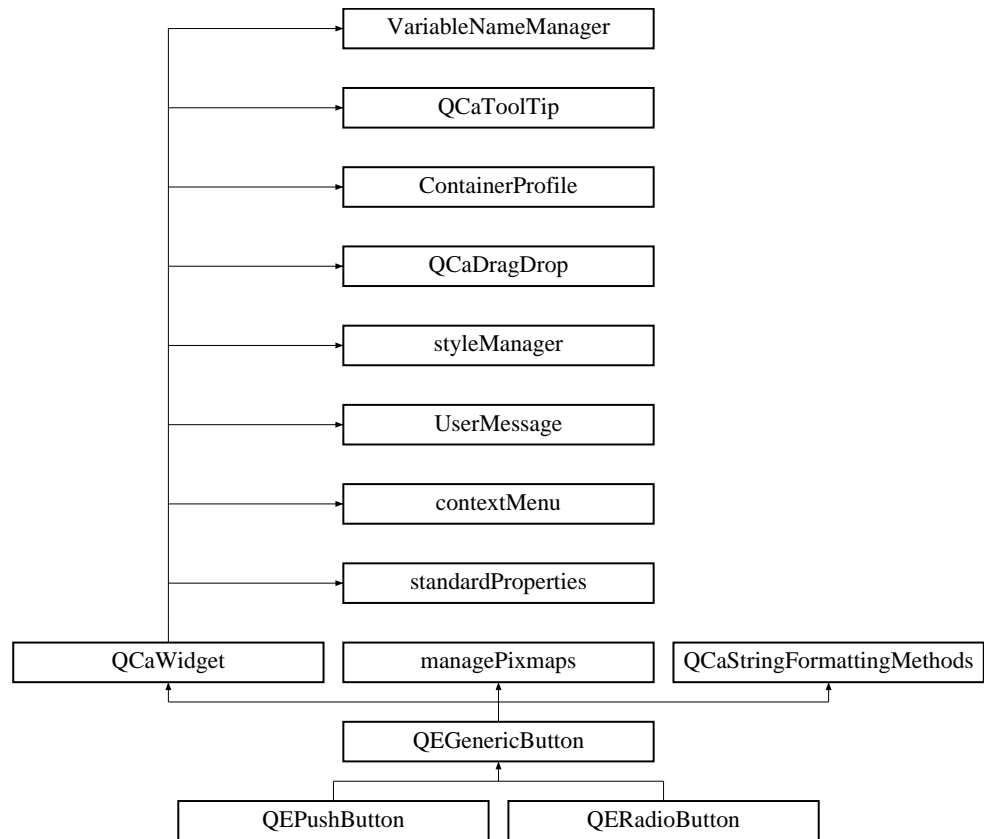 VariableNameManager
QCaToolTip
ContainerProfile
QCaDragDrop
styleManager
UserMessage
contextMenu
standardProperties
QCaWidget
managePixmaps
QCaStringFormattingMethods
QEGenericButton
QEPushButton
QERadioButton